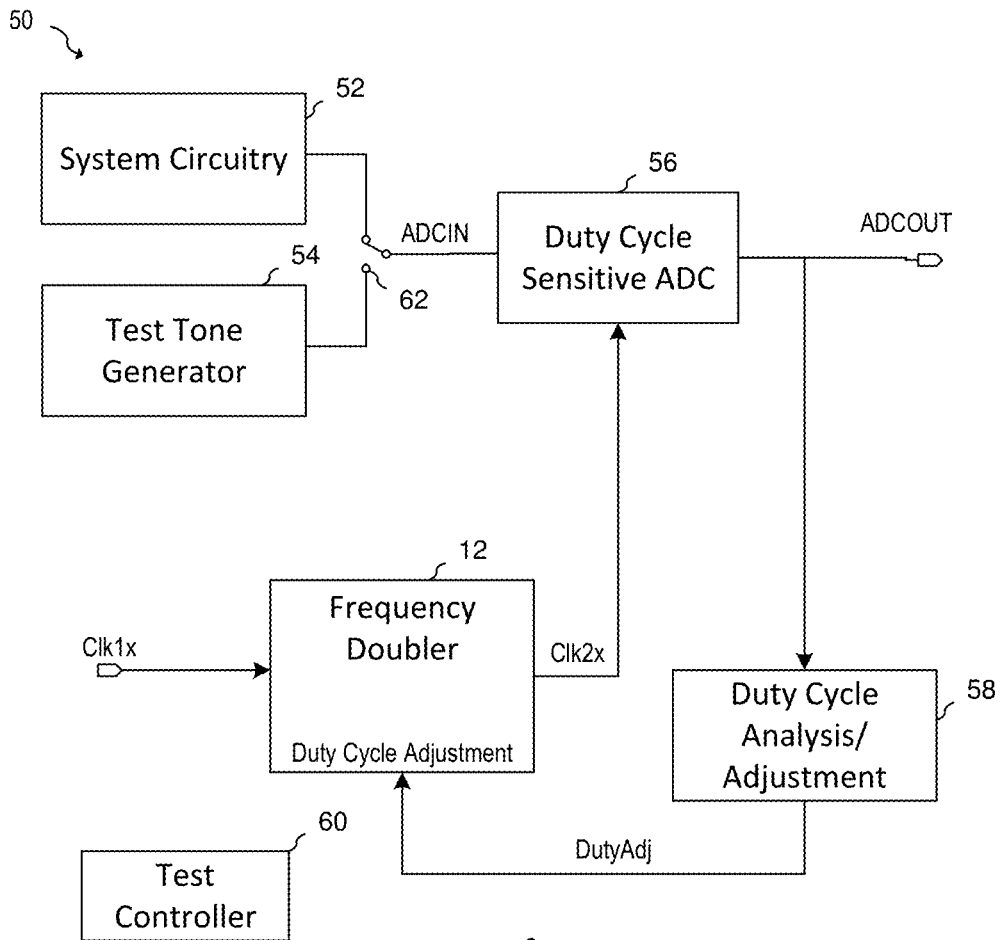 50
52
System Circuitry
54
Test Tone
Generator
ADCIN
62
56
Duty Cycle
Sensitive ADC
ADCOUT
12
Frequency
Doubler
Duty Cycle Adjustment
Clk1x
Clk2x
58
Duty Cycle
Analysis/
Adjustment
DutyAdj
60
Test
Controller